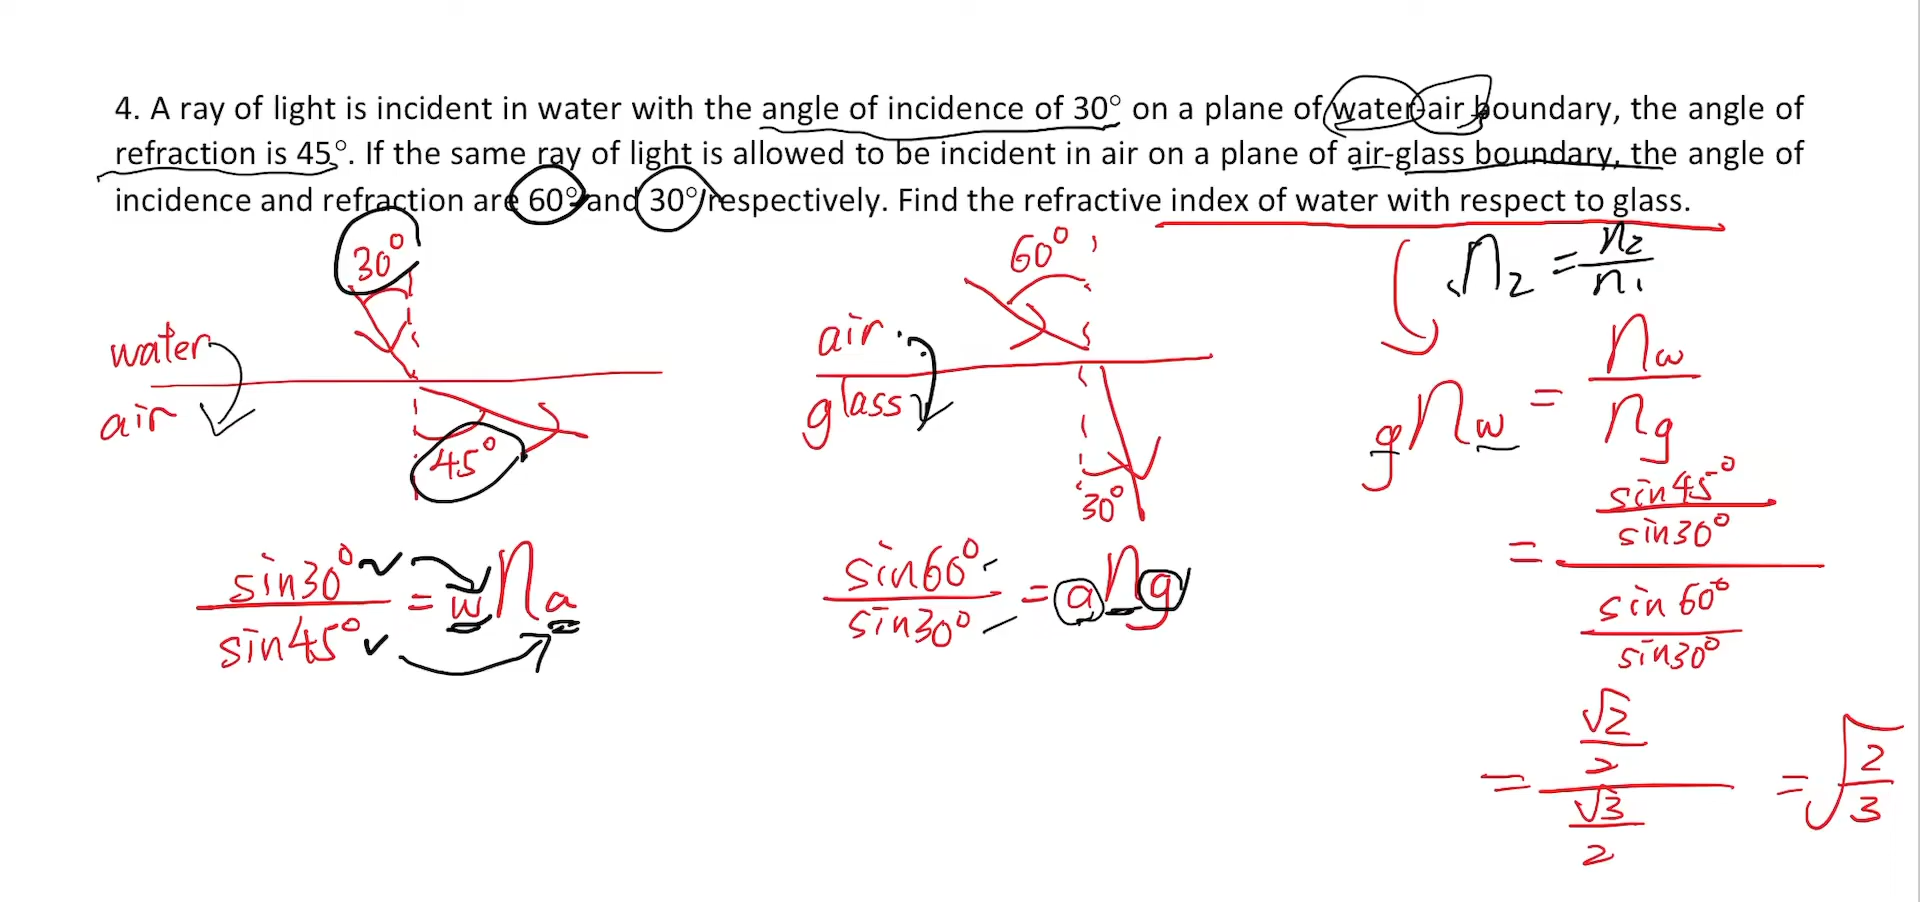 4. A ray of light is incident in water with the angle of incidence of 30° on a plane of water-air boundary, the angle of
refraction is 45°. If the same ray of light is allowed to be incident in air on a plane of air-glass boundary, the angle of
incidence and refraction are 60° and 30° respectively. Find the refractive index of water with respect to glass.
30°
water
air
45°
sin30°/sin45° = wna
60°
air
glass
30°
sin60°/sin30° = ang
₁n₂ = n₂/n₁
gnw = nw/ng
= (sin45°/sin30°)/(sin60°/sin30°)
= (√2/2)/(√3/2) = √(2/3)